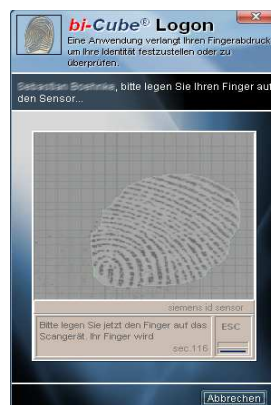 bi-Cube® Logon
Eine Anwendung verlangt Ihren Fingerabdruck
um Ihre Identität festzustellen oder zu
überprüfen.
, bitte legen Sie Ihren Finger auf
den Sensor...
siemens id sensor
Bitte legen Sie jetzt den Finger auf das
Scangerät. Ihr Finger wird
sec.116
ESC
Abbrechen